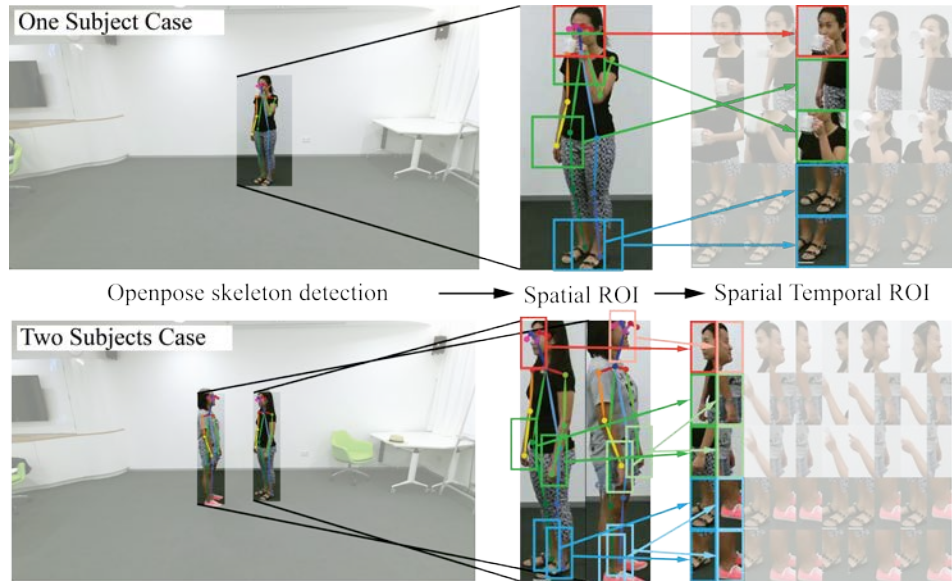 One Subject Case
Openpose skeleton detection
Spatial ROI
Sparial Temporal ROI
Two Subjects Case